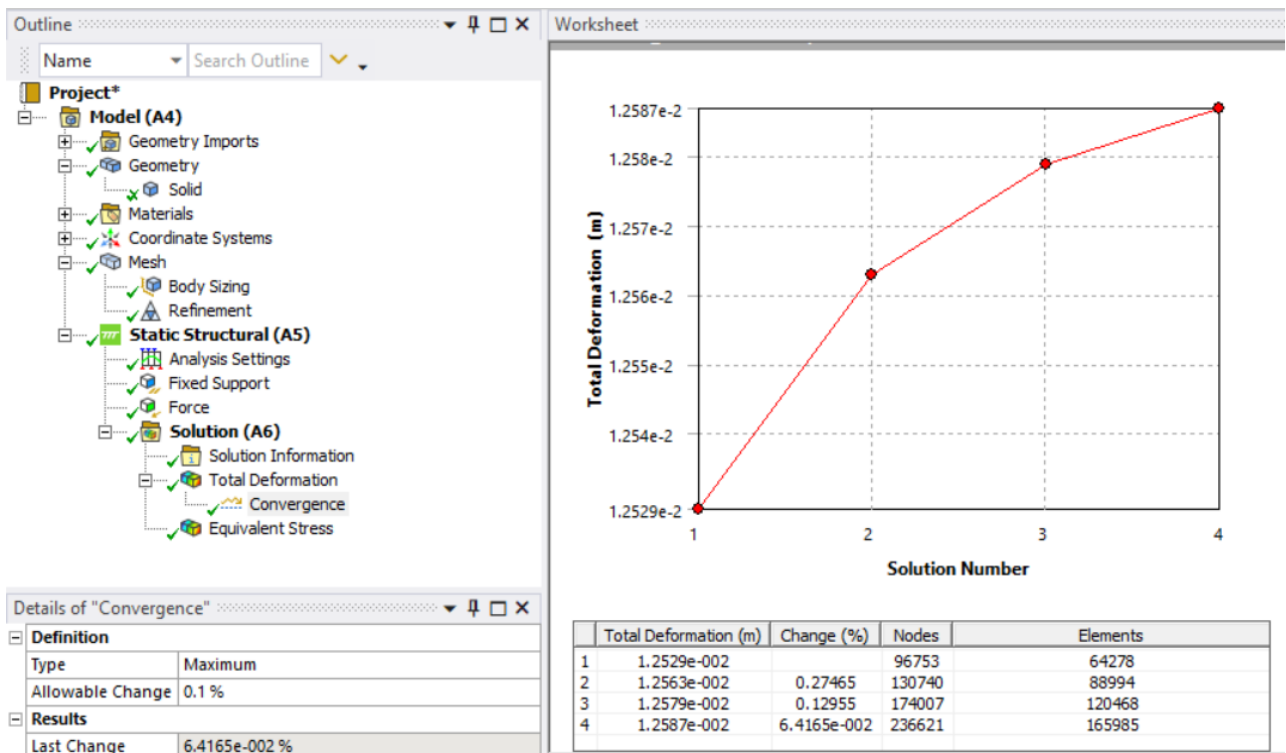 Outline
Name Search Outline
Project*
Model (A4)
Geometry Imports
Geometry
Solid
Materials
Coordinate Systems
Mesh
Body Sizing
Refinement
Static Structural (A5)
Analysis Settings
Fixed Support
Force
Solution (A6)
Solution Information
Total Deformation
Convergence
Equivalent Stress
Details of "Convergence"
Definition
Type Maximum
Allowable Change 0.1 %
Results
Last Change 6.4165e-002 %
Worksheet
Total Deformation (m)
1.2587e-2
1.258e-2
1.257e-2
1.256e-2
1.255e-2
1.254e-2
1.2529e-2
1 2 3 4
Solution Number
Total Deformation (m) Change (%) Nodes Elements
1 1.2529e-002 96753 64278
2 1.2563e-002 0.27465 130740 88994
3 1.2579e-002 0.12955 174007 120468
4 1.2587e-002 6.4165e-002 236621 165985